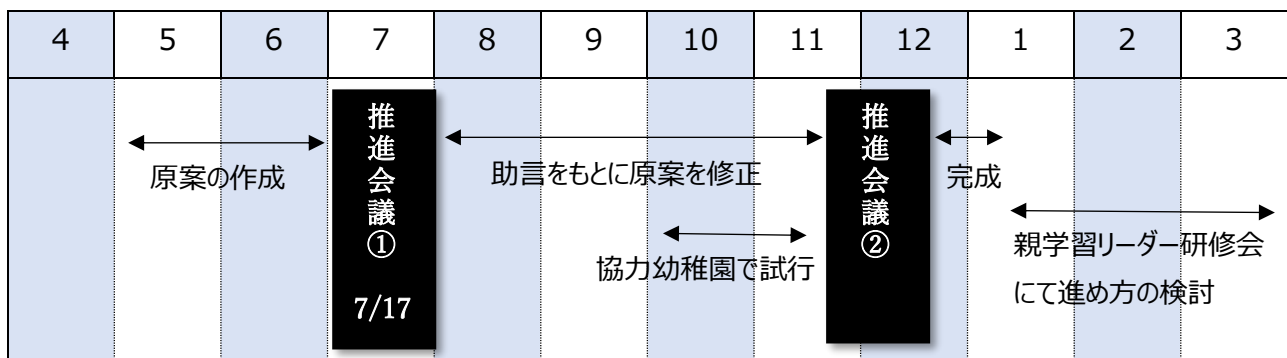 4 5 6 7 8 9 10 11 12 1 2 3
原案の作成
推進会議①
7/17
助言をもとに原案を修正
協力幼稚園で試行
推進会議②
完成
親学習リーダー研修会
にて進め方の検討